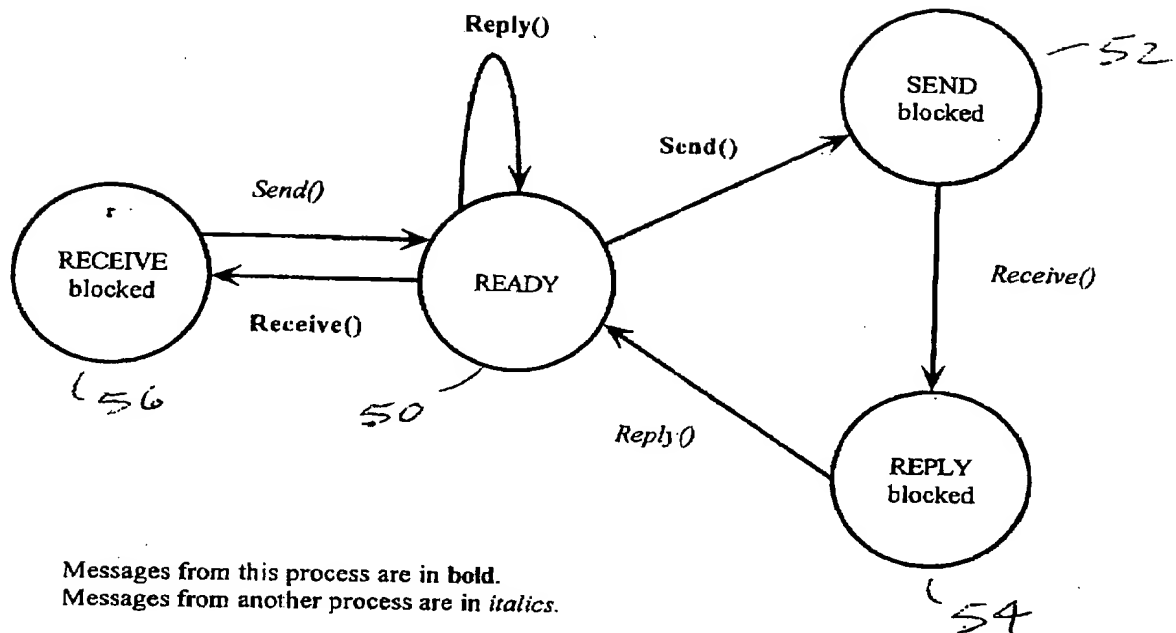 Reply()
52
SEND
blocked
Send()
Send()
RECEIVE
blocked
READY
Receive()
Receive()
56
50
Reply()
REPLY
blocked
Messages from this process are in bold.
Messages from another process are in italics.
54